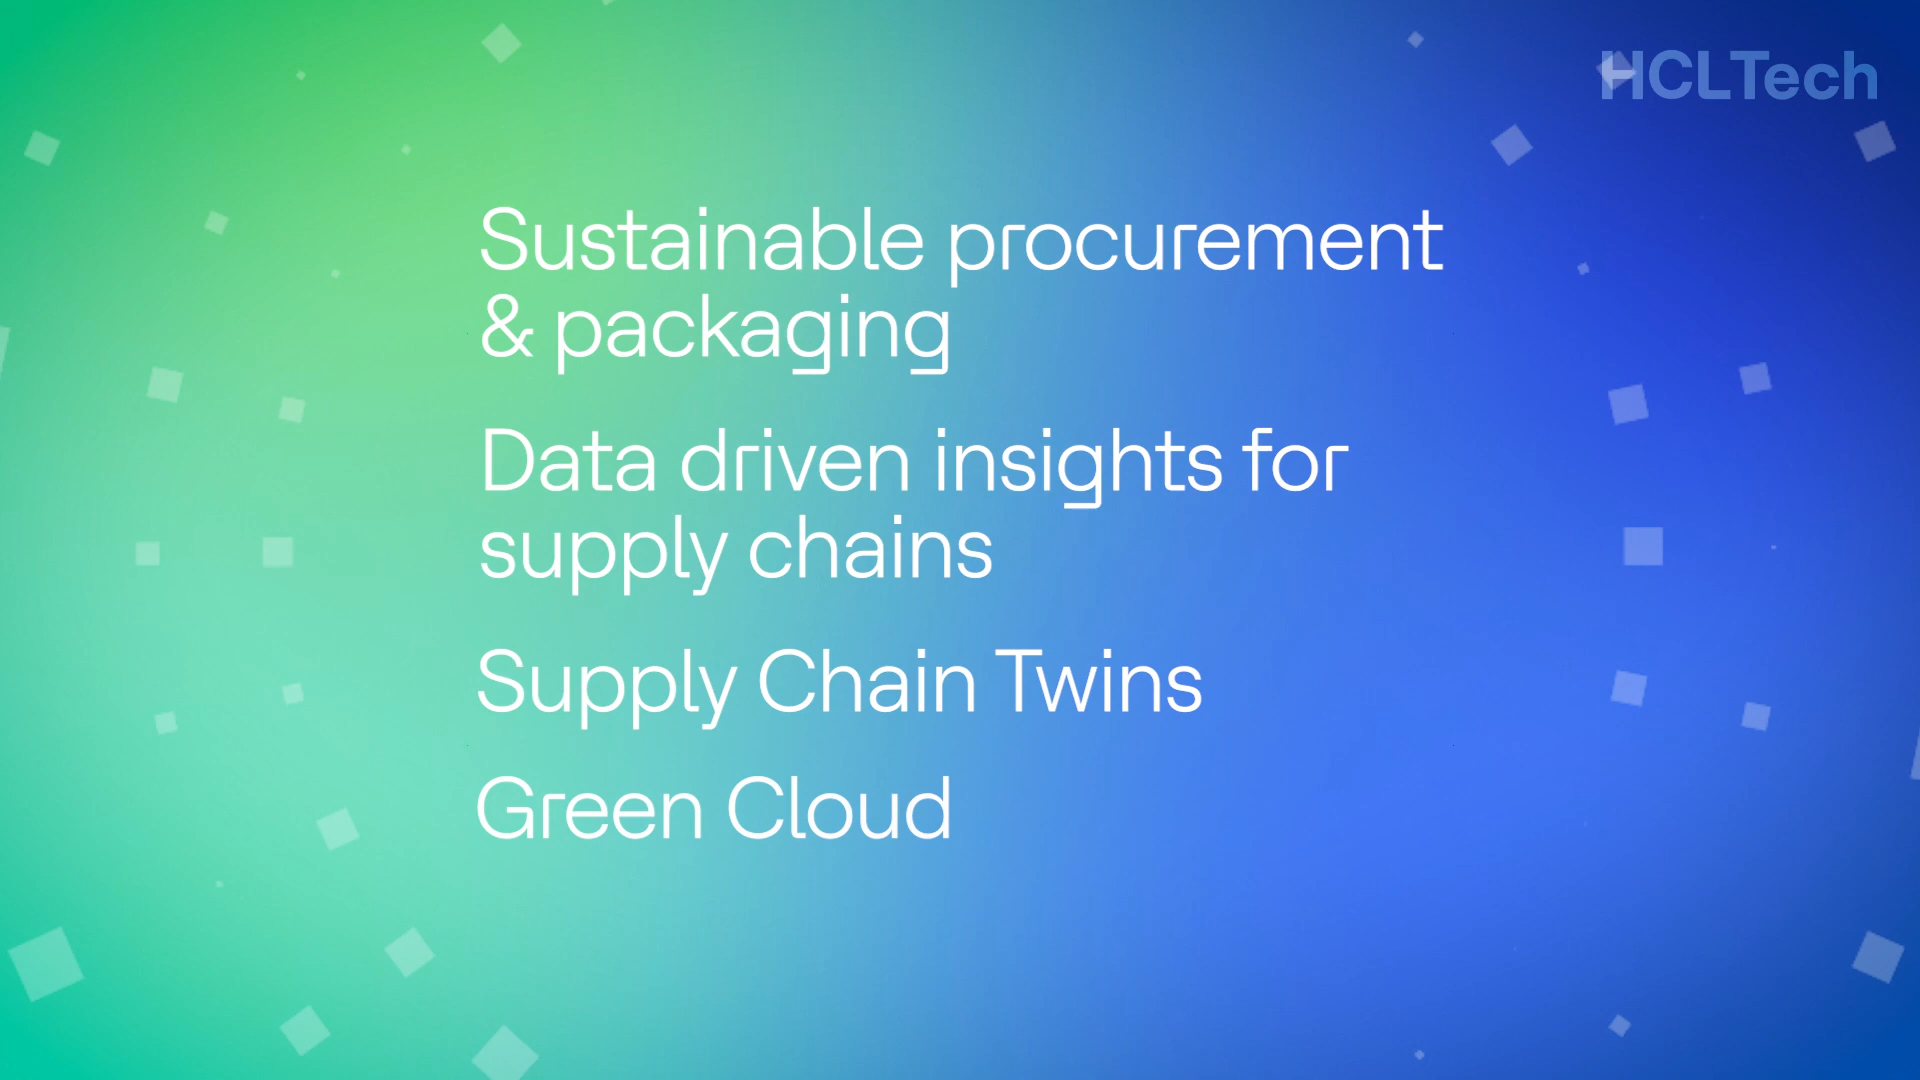 HCLTech
Sustainable procurement
& packaging
Data driven insights for
supply chains
Supply Chain Twins
Green Cloud